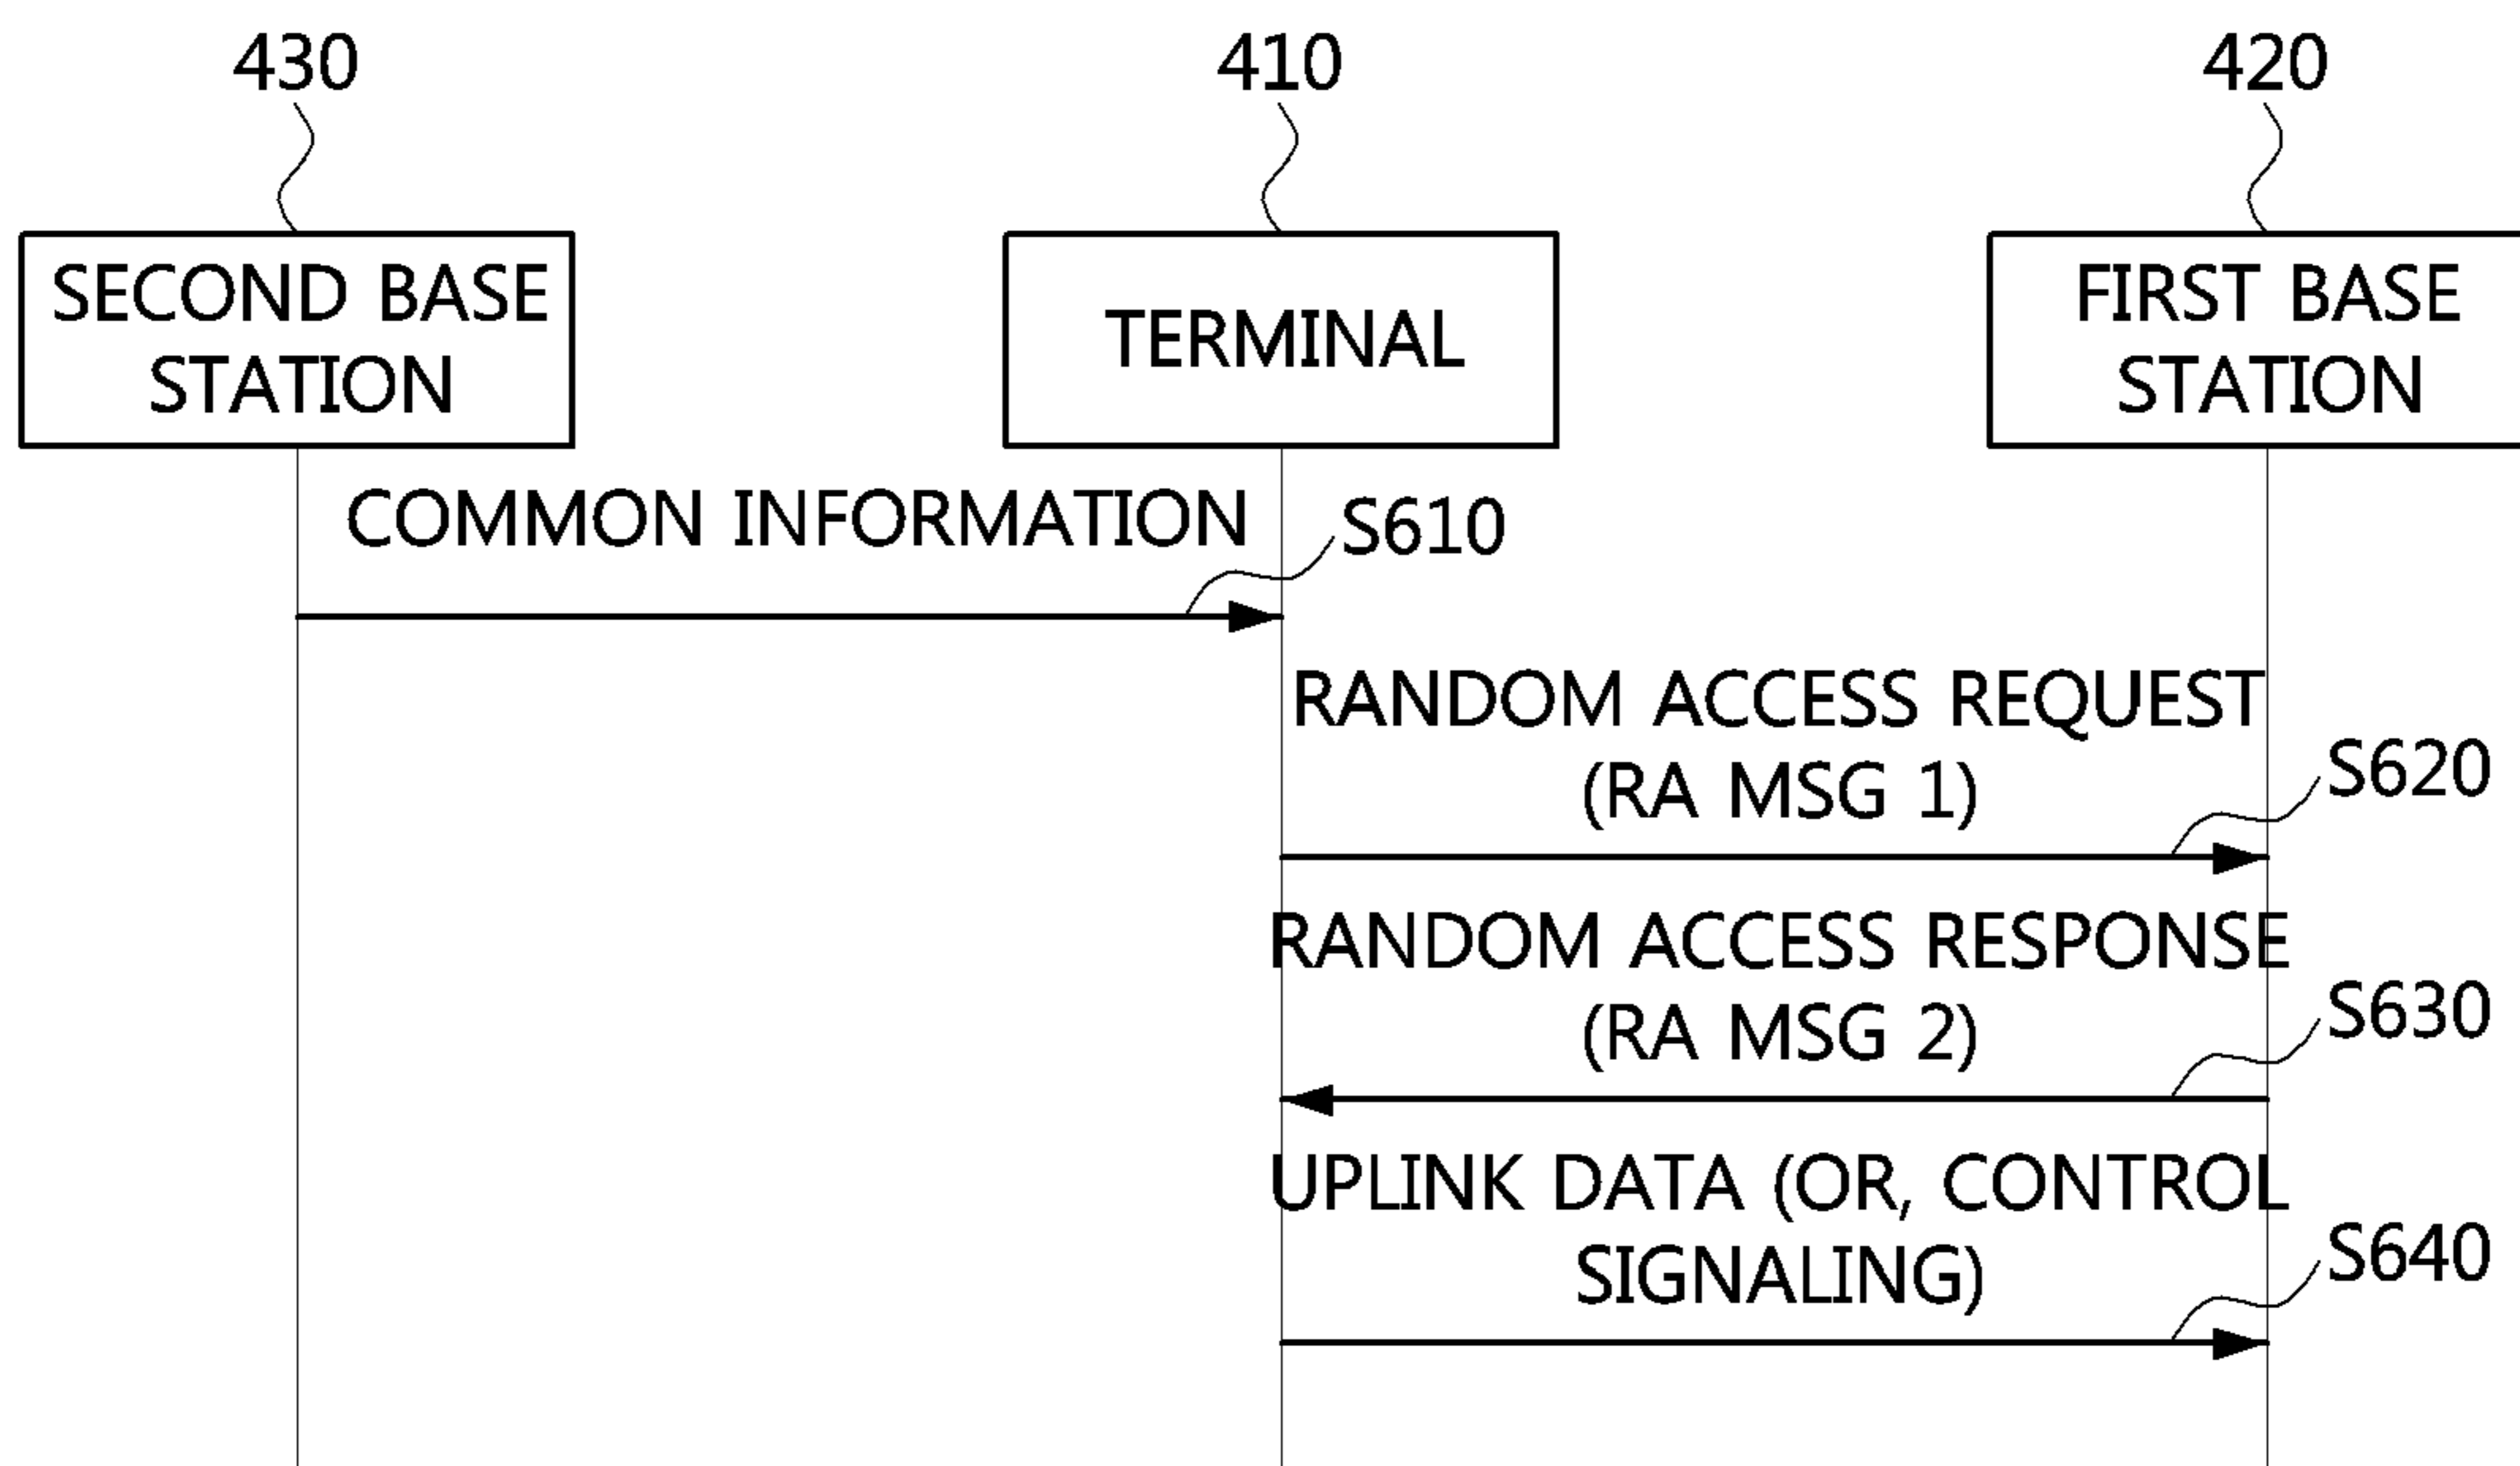 430
410
420
SECOND BASE
STATION
TERMINAL
FIRST BASE
STATION
COMMON INFORMATION
S610
RANDOM ACCESS REQUEST
(RA MSG 1)
S620
RANDOM ACCESS RESPONSE
(RA MSG 2)
S630
UPLINK DATA (OR, CONTROL
SIGNALING)
S640